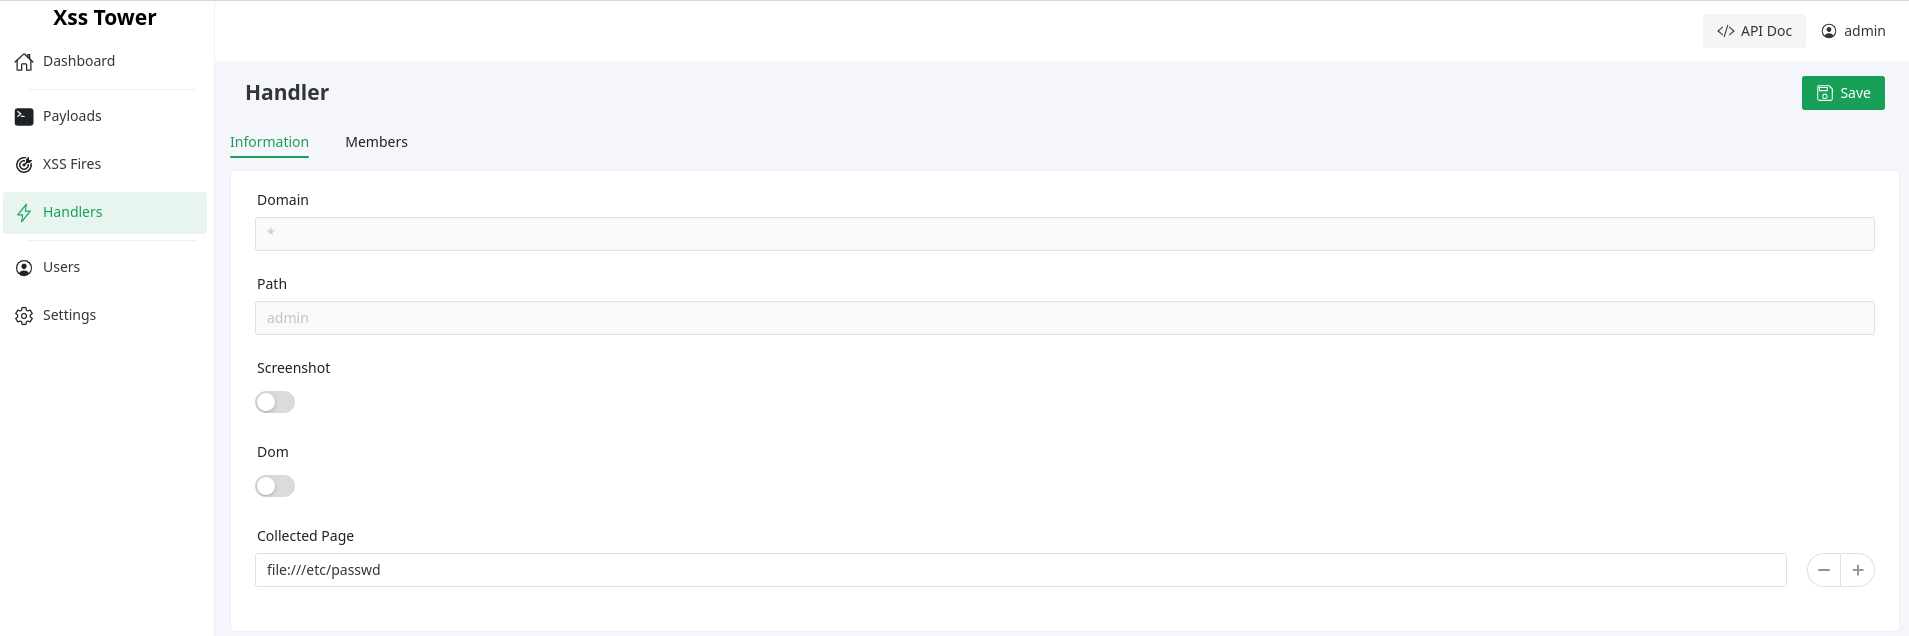 Xss Tower
Dashboard
Payloads
XSS Fires
Handlers
Users
Settings
</> API Doc
admin
Handler
Save
Information
Members
Domain
*
Path
admin
Screenshot
Dom
Collected Page
file:///etc/passwd